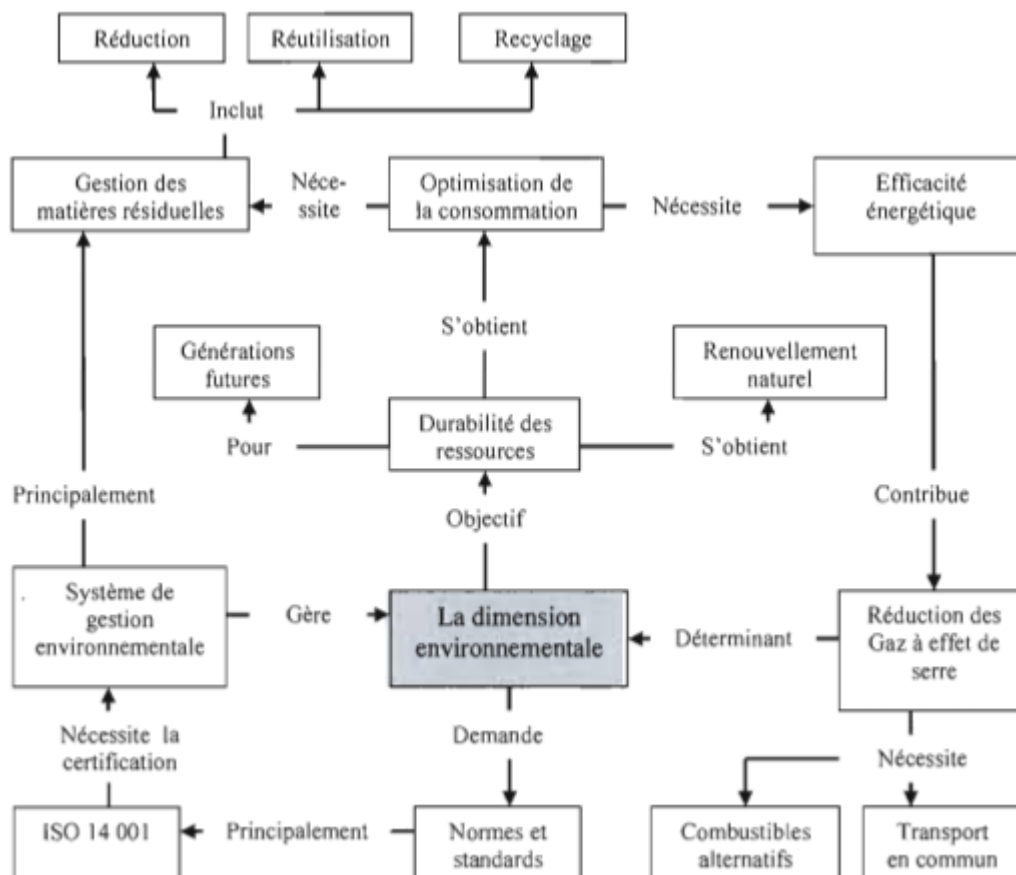 Réduction
Réutilisation
Recyclage
Inclut
Gestion des
matières résiduelles
Néce-
ssite
Optimisation de
la consommation
Nécessite
Efficacité
énergétique
S'obtient
Générations
futures
Renouvellement
naturel
Pour
Durabilité des
ressources
S'obtient
Principalement
Objectif
Contribue
Système de
gestion
environnementale
Gère
La dimension
environnementale
Déterminant
Réduction des
Gaz à effet de
serre
Nécessite la
certification
Demande
Nécessite
ISO 14 001
Principalement
Normes et
standards
Combustibles
alternatifs
Transport
en commun